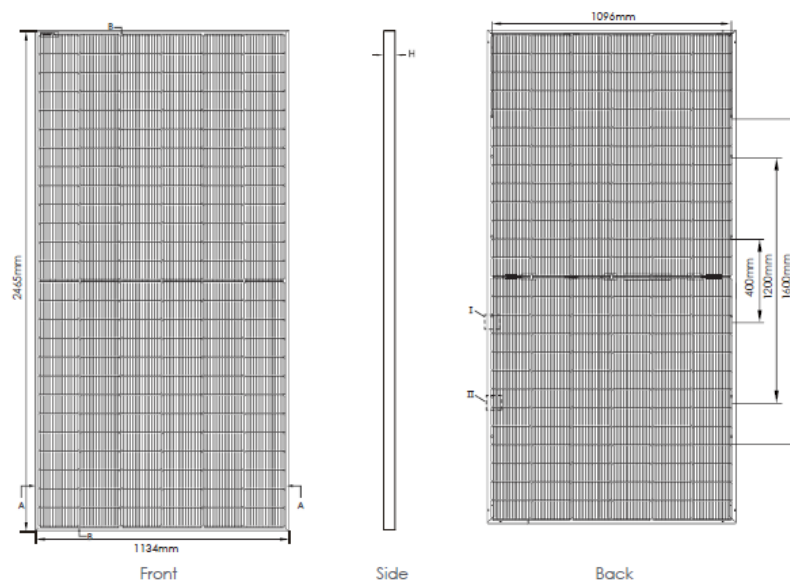 B
1096mm
H
2465mm
400mm
1200mm
1600mm
I
II
A
A
B
1134mm
Front
Side
Back